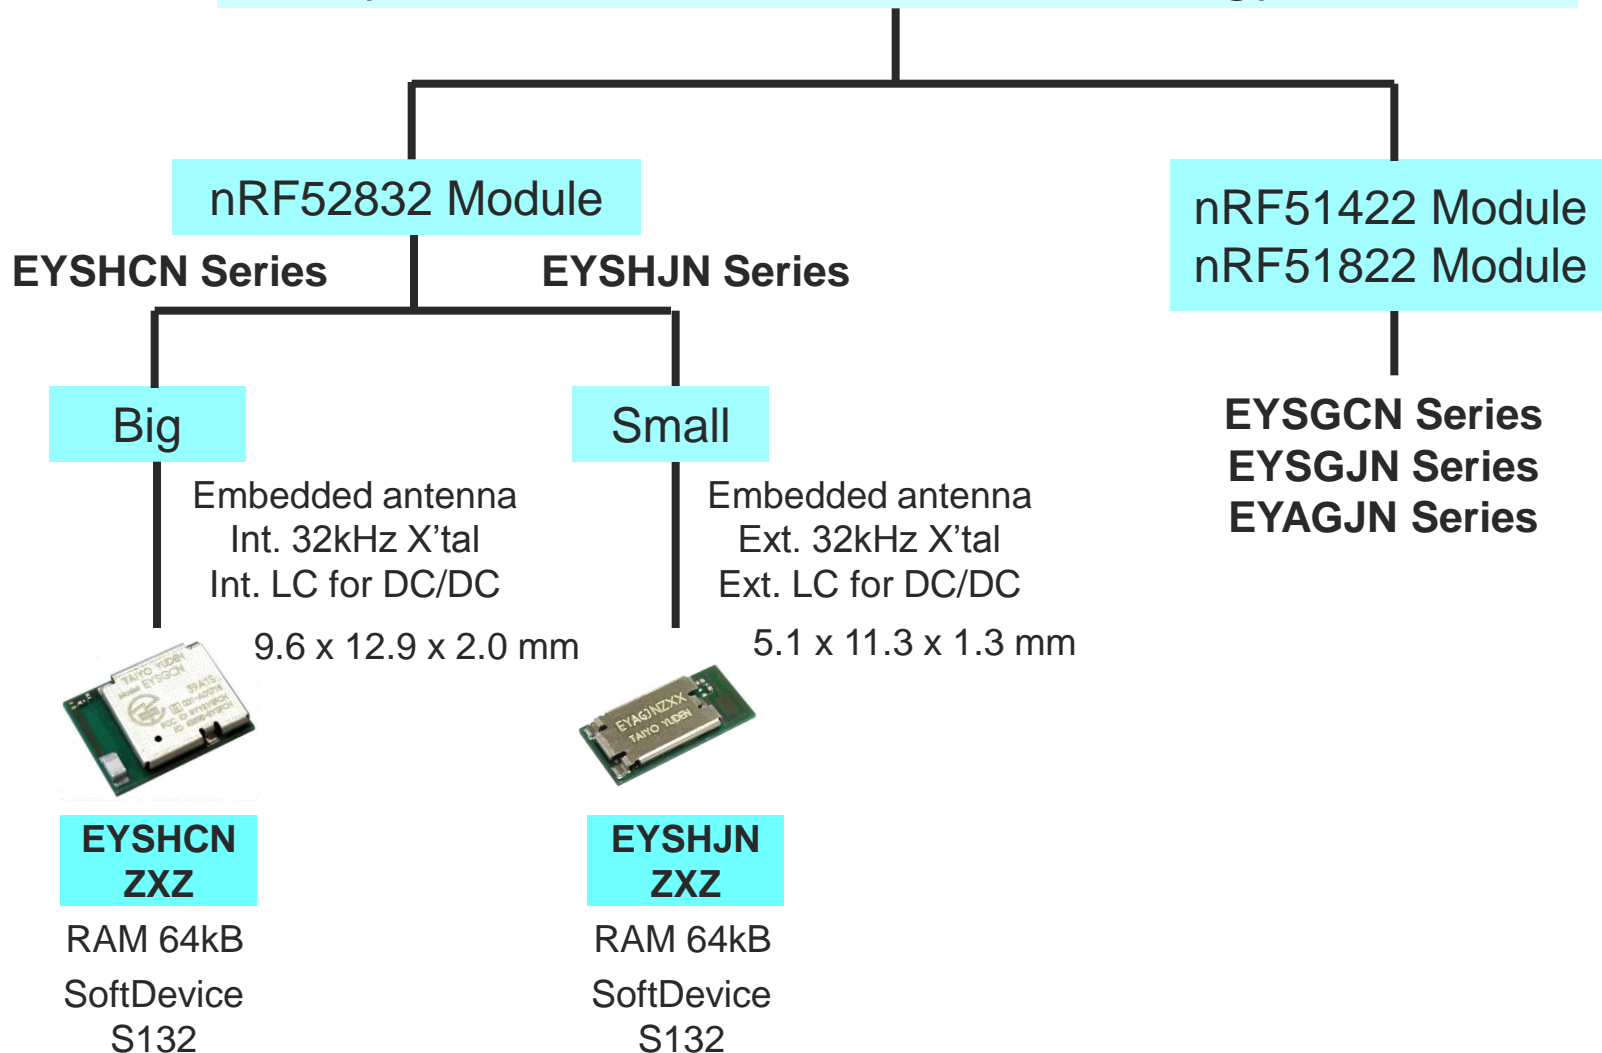 nRF52832 Module
nRF51422 Module
nRF51822 Module
EYSHCN Series
EYSHJN Series
EYSGCN Series
EYSGJN Series
EYAGJN Series
Big
Small
Embedded antenna
Int. 32kHz X’tal
Int. LC for DC/DC
9.6 x 12.9 x 2.0 mm
Embedded antenna
Ext. 32kHz X’tal
Ext. LC for DC/DC
5.1 x 11.3 x 1.3 mm
TAIYO YUDEN
Model EYSGCN
39A1S
EYAGJNZXX
TAIYO YUDEN
EYSHCN
ZXZ
RAM 64kB
SoftDevice
S132
EYSHJN
ZXZ
RAM 64kB
SoftDevice
S132